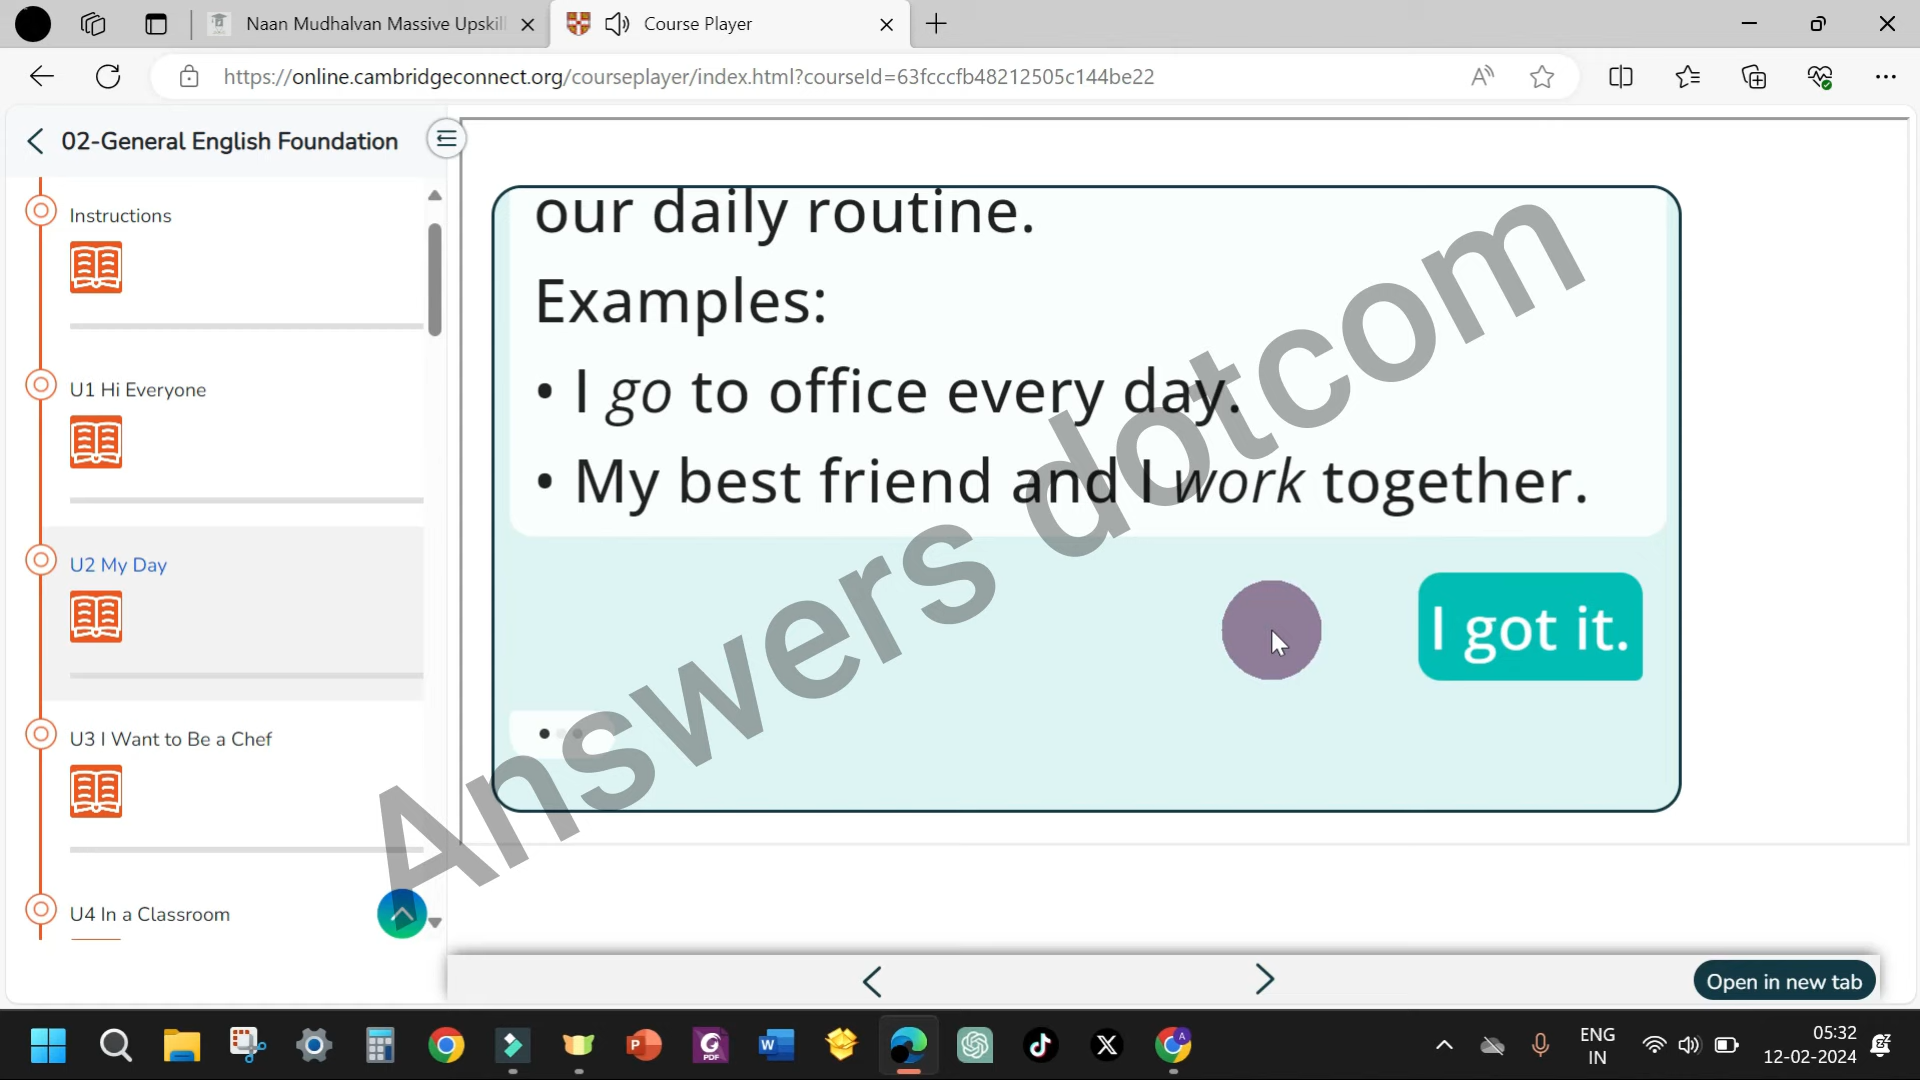 Naan Mudhalvan Massive Upskil
Course Player
https://online.cambridgeconnect.org/courseplayer/index.html?courseId=63fcccfb48212505c144be22
02-General English Foundation
Instructions
U1 Hi Everyone
U2 My Day
U3 I Want to Be a Chef
U4 In a Classroom
our daily routine.
Examples:
• I go to office every day.
• My best friend and I work together.
I got it.
Answers dotcom
Open in new tab
ENG
IN
05:32
12-02-2024